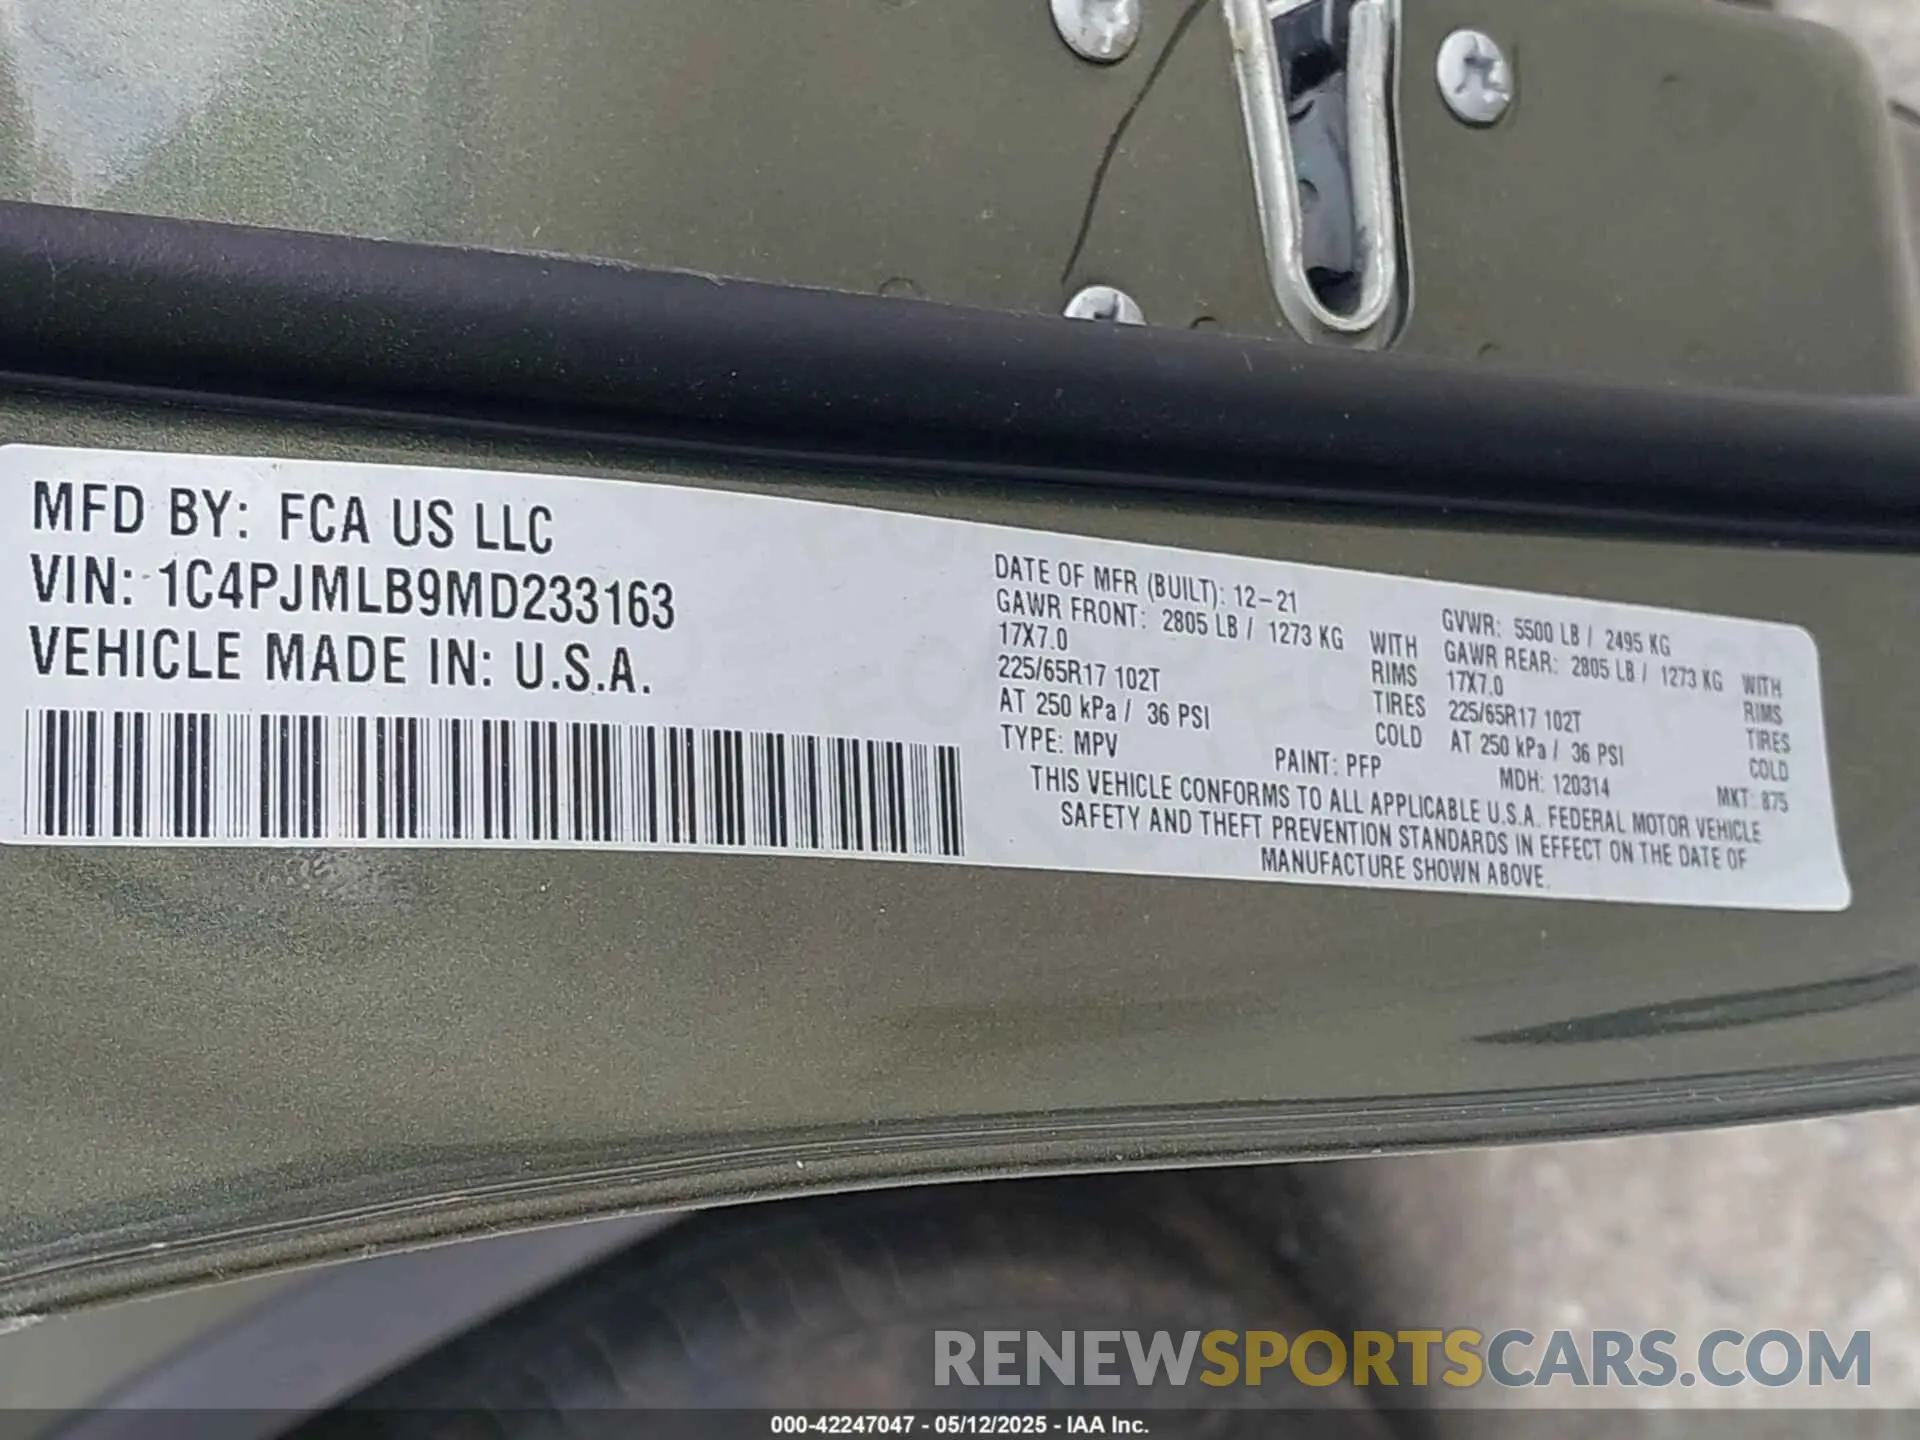 MFD BY: FCA US LLC
VIN: 1C4PJMLB9MD233163
VEHICLE MADE IN: U.S.A.
DATE OF MFR (BUILT): 12-21
GVWR: 5500 LB / 2495 KG
GAWR FRONT: 2805 LB / 1273 KG WITH
17X7.0 RIMS
225/65R17 102T TIRES
AT 250 kPa / 36 PSI COLD
GAWR REAR: 2805 LB / 1273 KG WITH
17X7.0 RIMS
225/65R17 102T TIRES
AT 250 kPa / 36 PSI COLD
TYPE: MPV PAINT: PFP MDH: 120314 MKT: 875
THIS VEHICLE CONFORMS TO ALL APPLICABLE U.S.A. FEDERAL MOTOR VEHICLE
SAFETY AND THEFT PREVENTION STANDARDS IN EFFECT ON THE DATE OF
MANUFACTURE SHOWN ABOVE.
RENEWSPORTSCARS.COM
000-42247047 - 05/12/2025 - IAA Inc.